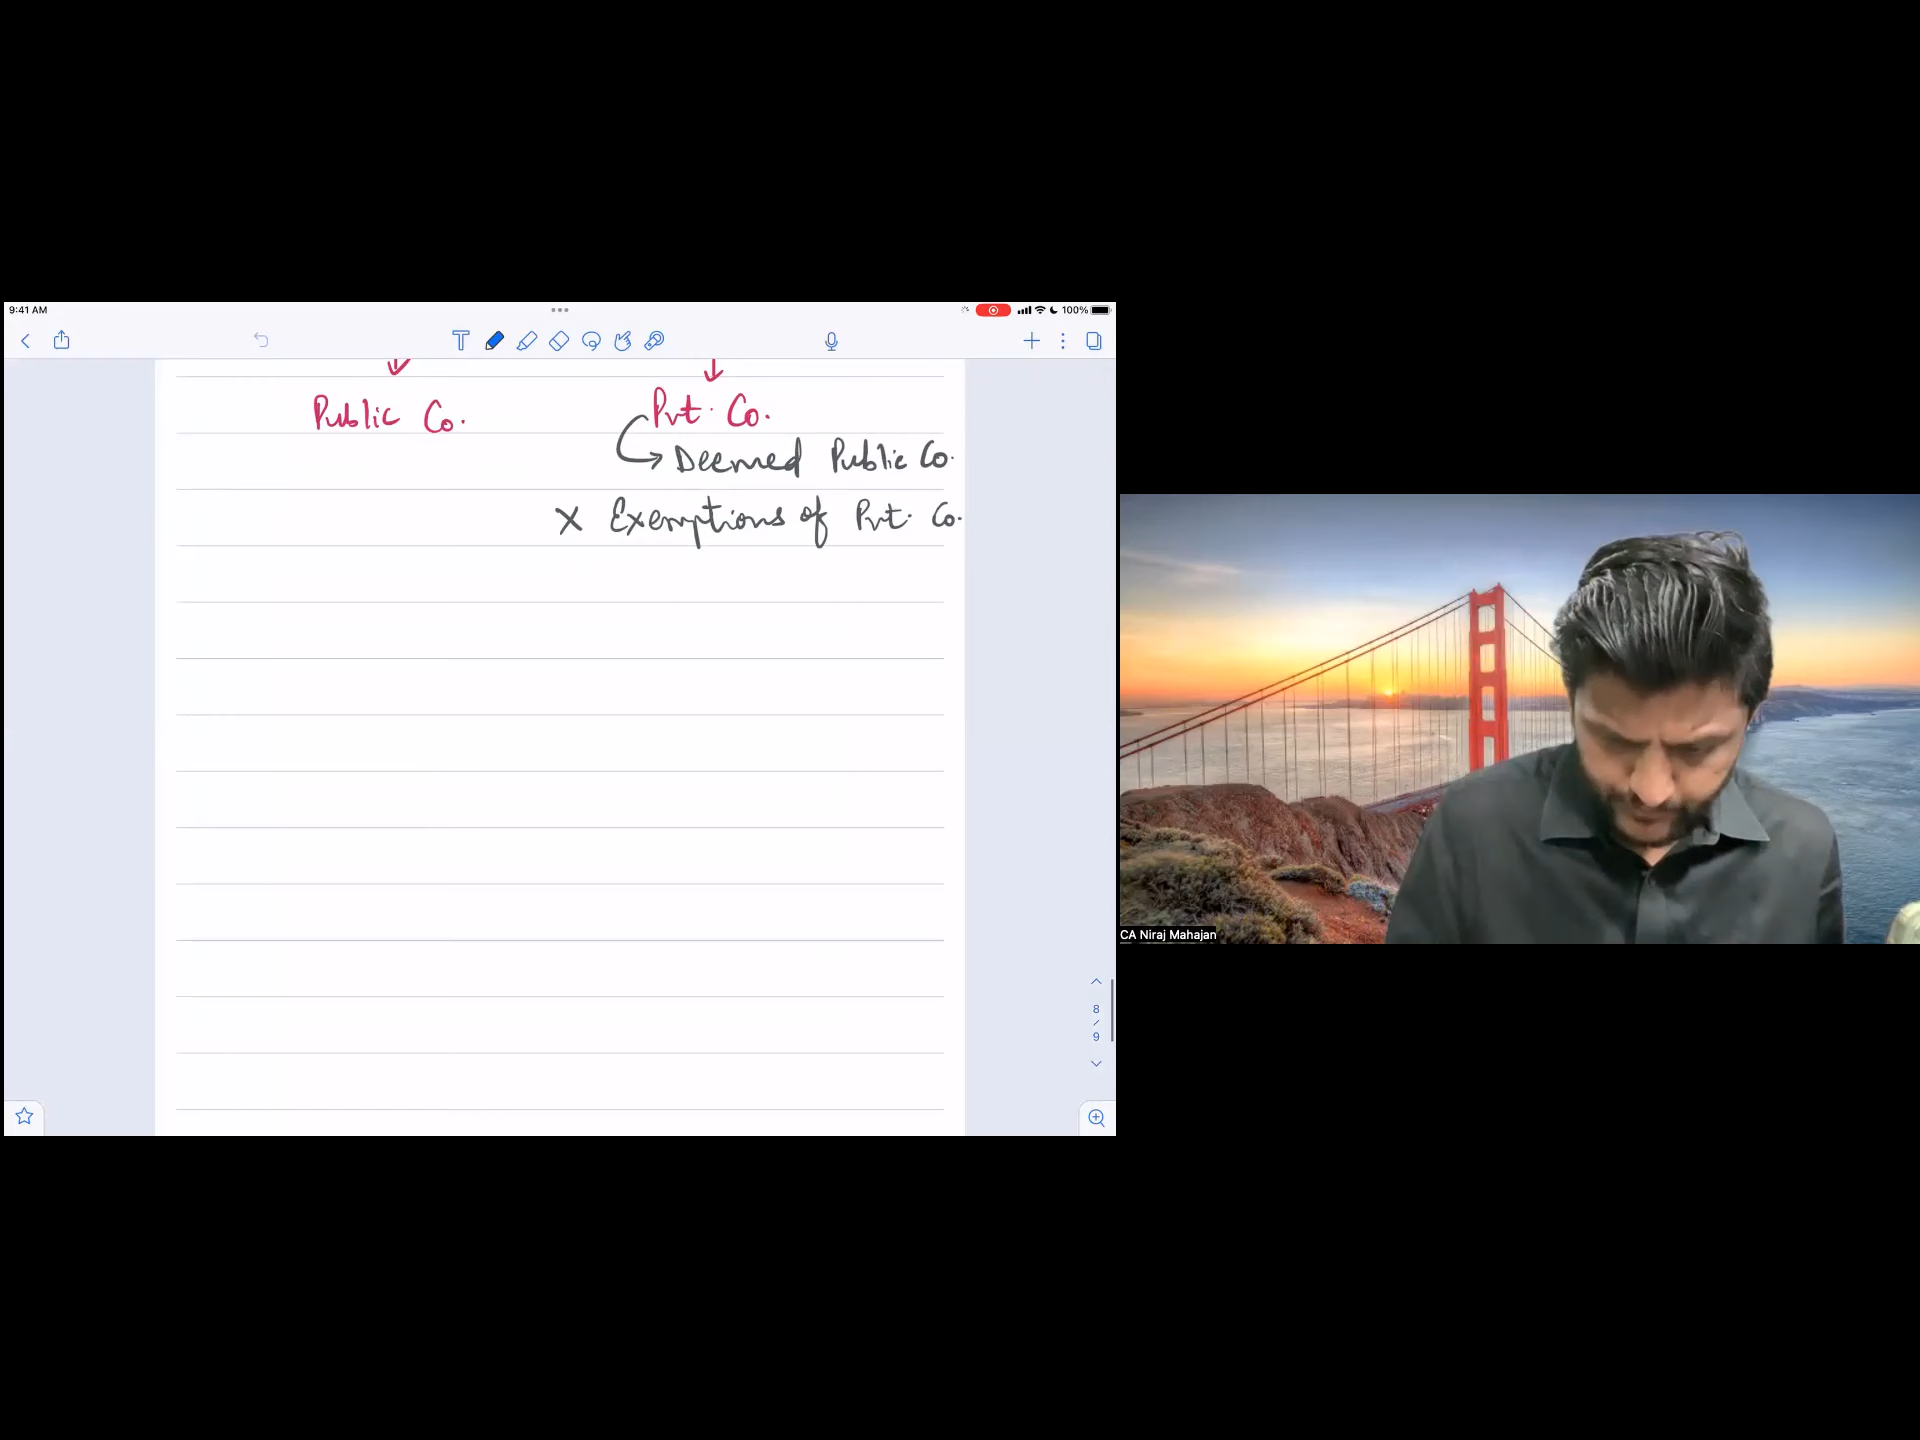 9:41 AM
100%
T
Public Co.
Pvt. Co.
Deemed Public Co.
X Exemptions of Pvt. Co.
8
/
9
CA Niraj Mahajan